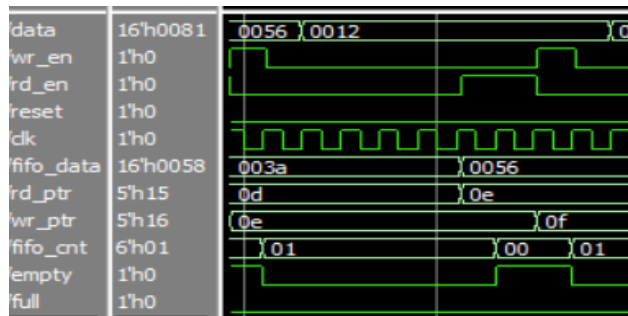 /data 16'h0081 0056 0012 0
/wr_en 1'h0
/rd_en 1'h0
/reset 1'h0
/clk 1'h0
/fifo_data 16'h0058 003a 0056
/rd_ptr 5'h15 0d 0e
/wr_ptr 5'h16 0e 0f
/fifo_cnt 6'h01 01 00 01
/empty 1'h0
/full 1'h0